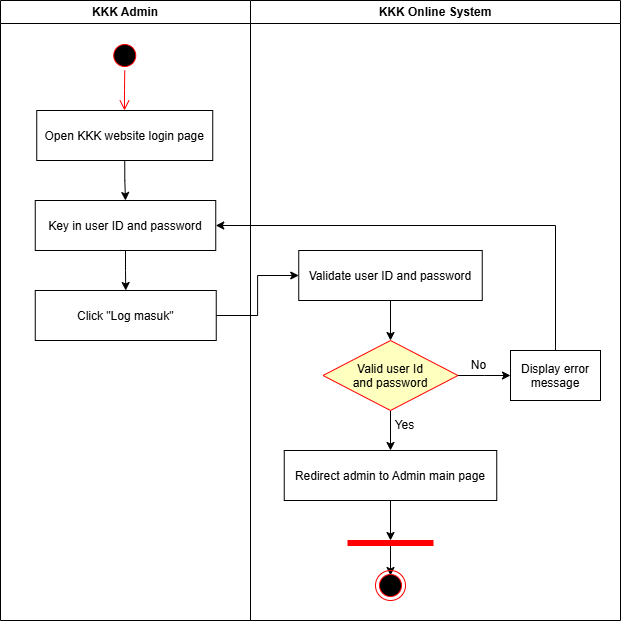 KKK Admin
KKK Online System
Open KKK website login page
Key in user ID and password
Validate user ID and password
Click "Log masuk"
Valid user Id
and password
No
Display error
message
Yes
Redirect admin to Admin main page